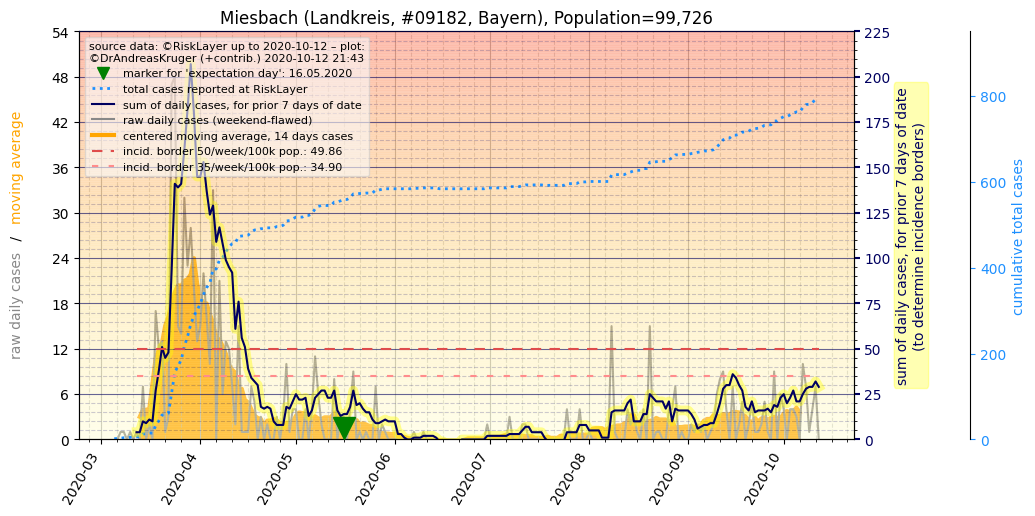 Miesbach (Landkreis, #09182, Bayern), Population=99,726
source data: ©RiskLayer up to 2020-10-12 – plot:
©DrAndreasKruger (+contrib.) 2020-10-12 21:43
marker for 'expectation day': 16.05.2020
total cases reported at RiskLayer
sum of daily cases, for prior 7 days of date
raw daily cases (weekend-flawed)
centered moving average, 14 days cases
incid. border 50/week/100k pop.: 49.86
incid. border 35/week/100k pop.: 34.90
raw daily cases / moving average
54
48
42
36
30
24
18
12
6
0
2020-03
2020-04
2020-05
2020-06
2020-07
2020-08
2020-09
2020-10
225
200
175
150
125
100
75
50
25
0
sum of daily cases, for prior 7 days of date
(to determine incidence borders)
800
600
400
200
0
cumulative total cases